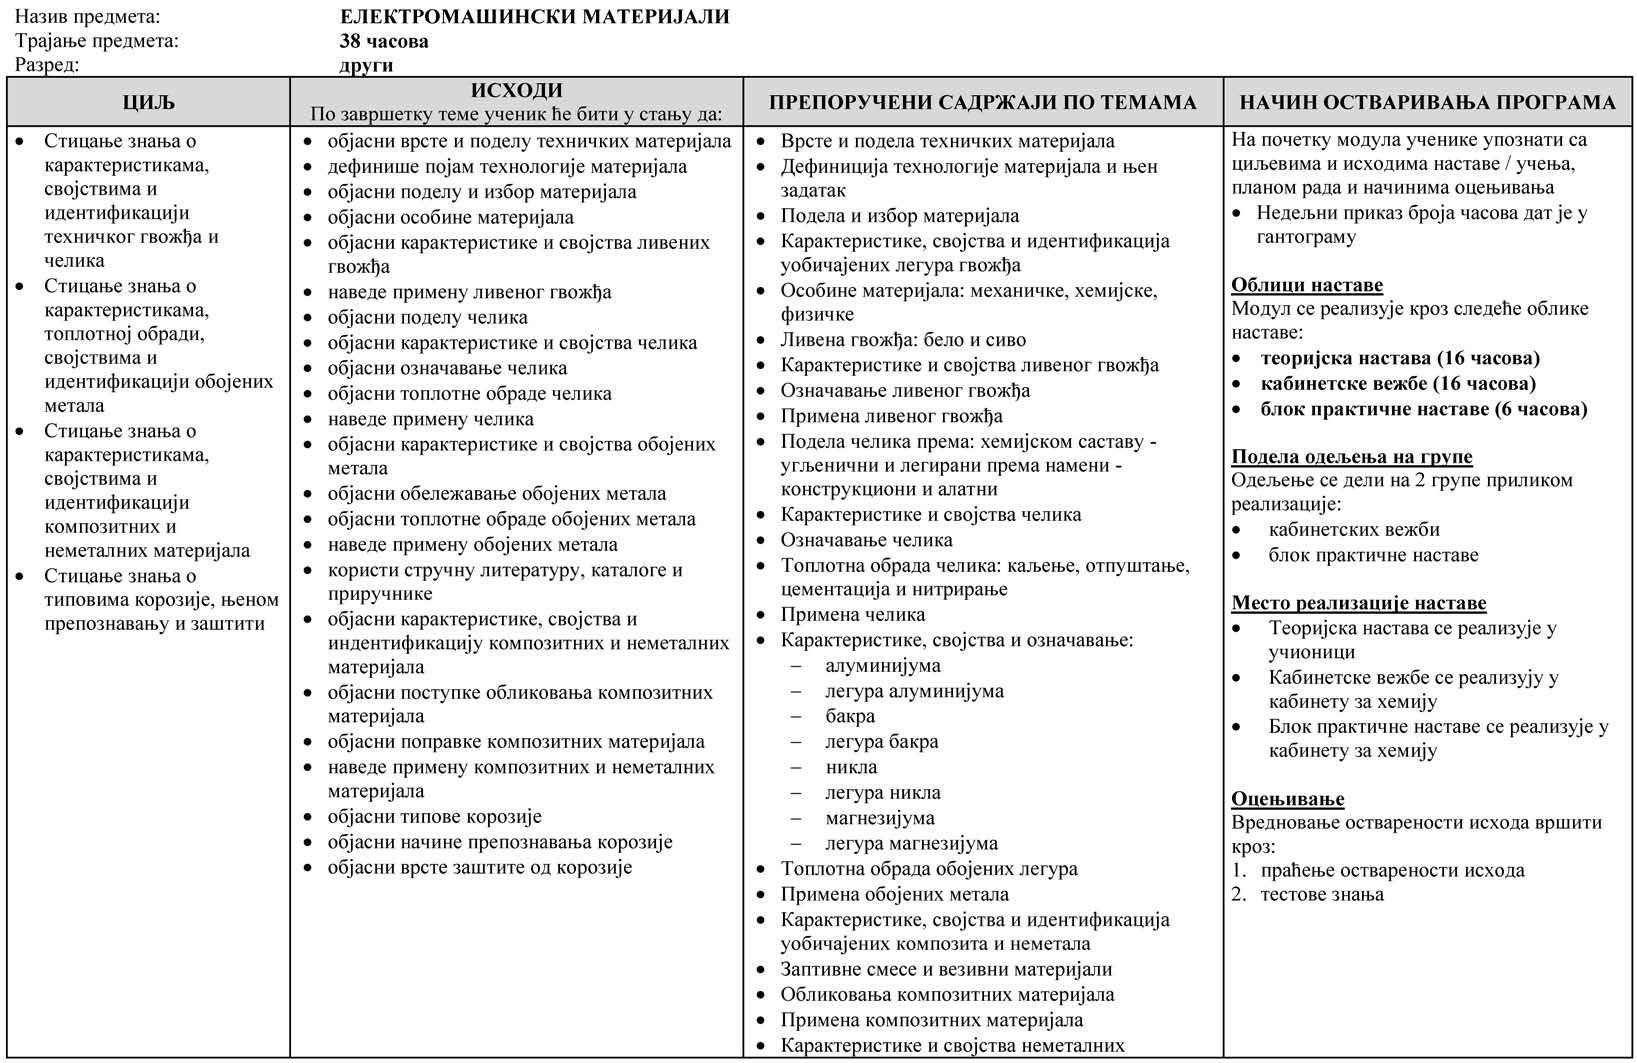 Назив предмета: ЕЛЕКТРОМАШИНСКИ МАТЕРИЈАЛИ
Трајање предмета: 38 часова
Разред: други
ЦИЉ
ИСХОДИ
По завршетку теме ученик ће бити у стању да:
ПРЕПОРУЧЕНИ САДРЖАЈИ ПО ТЕМАМА
НАЧИН ОСТВАРИВАЊА ПРОГРАМА
• Стицање знања о
карактеристикама,
својствима и
идентификацији
техничког гвожђа и
челика
• Стицање знања о
карактеристикама,
топлотној обради,
својствима и
идентификацији обојених
метала
• Стицање знања о
карактеристикама,
својствима и
идентификацији
композитних и
неметалних материјала
• Стицање знања о
типовима корозије, њеном
препознавању и заштити
• објасни врсте и поделу техничких материјала
• дефинише појам технологије материјала
• објасни поделу и избор материјала
• објасни особине материјала
• објасни карактеристике и својства ливених
гвожђа
• наведе примену ливеног гвожђа
• објасни поделу челика
• објасни карактеристике и својства челика
• објасни означавање челика
• објасни топлотне обраде челика
• наведе примену челика
• објасни карактеристике и својства обојених
метала
• објасни обележавање обојених метала
• објасни топлотне обраде обојених метала
• наведе примену обојених метала
• користи стручну литературу, каталоге и
приручнике
• објасни карактеристике, својства и
индентификацију композитних и неметалних
материјала
• објасни поступке обликовања композитних
материјала
• објасни поправке композитних материјала
• наведе примену композитних и неметалних
материјала
• објасни типове корозије
• објасни начине препознавања корозије
• објасни врсте заштите од корозије
• Врсте и подела техничких материјала
• Дефиниција технологије материјала и њен
задатак
• Подела и избор материјала
• Карактеристике, својства и идентификација
уобичајених легура гвожђа
• Особине материјала: механичке, хемијске,
физичке
• Ливена гвожђа: бело и сиво
• Карактеристике и својства ливеног гвожђа
• Означавање ливеног гвожђа
• Примена ливеног гвожђа
• Подела челика према: хемијском саставу -
угљенични и легирани према намени -
конструкциони и алатни
• Карактеристике и својства челика
• Означавање челика
• Топлотна обрада челика: каљење, отпуштање,
цементација и нитрирање
• Примена челика
• Карактеристике, својства и означавање:
– алуминијума
– легура алуминијума
– бакра
– легура бакра
– никла
– легура никла
– магнезијума
– легура магнезијума
• Топлотна обрада обојених легура
• Примена обојених метала
• Карактеристике, својства и идентификација
уобичајених композита и неметала
• Заптивне смесе и везивни материјали
• Обликовања композитних материјала
• Примена композитних материјала
• Карактеристике и својства неметалних
На почетку модула ученике упознати са
циљевима и исходима наставе / учења,
планом рада и начинима оцењивања
• Недељни приказ броја часова дат је у
гантограму
Облици наставе
Модул се реализује кроз следеће облике
наставе:
• теоријска настава (16 часова)
• кабинетске вежбе (16 часова)
• блок практичне наставе (6 часова)
Подела одељења на групе
Одељење се дели на 2 групе приликом
реализације:
• кабинетских вежби
• блок практичне наставе
Место реализације наставе
• Теоријска настава се реализује у
учионици
• Кабинетске вежбе се реализују у
кабинету за хемију
• Блок практичне наставе се реализује у
кабинету за хемију
Оцењивање
Вредновање остварености исхода вршити
кроз:
1. праћење остварености исхода
2. тестове знања